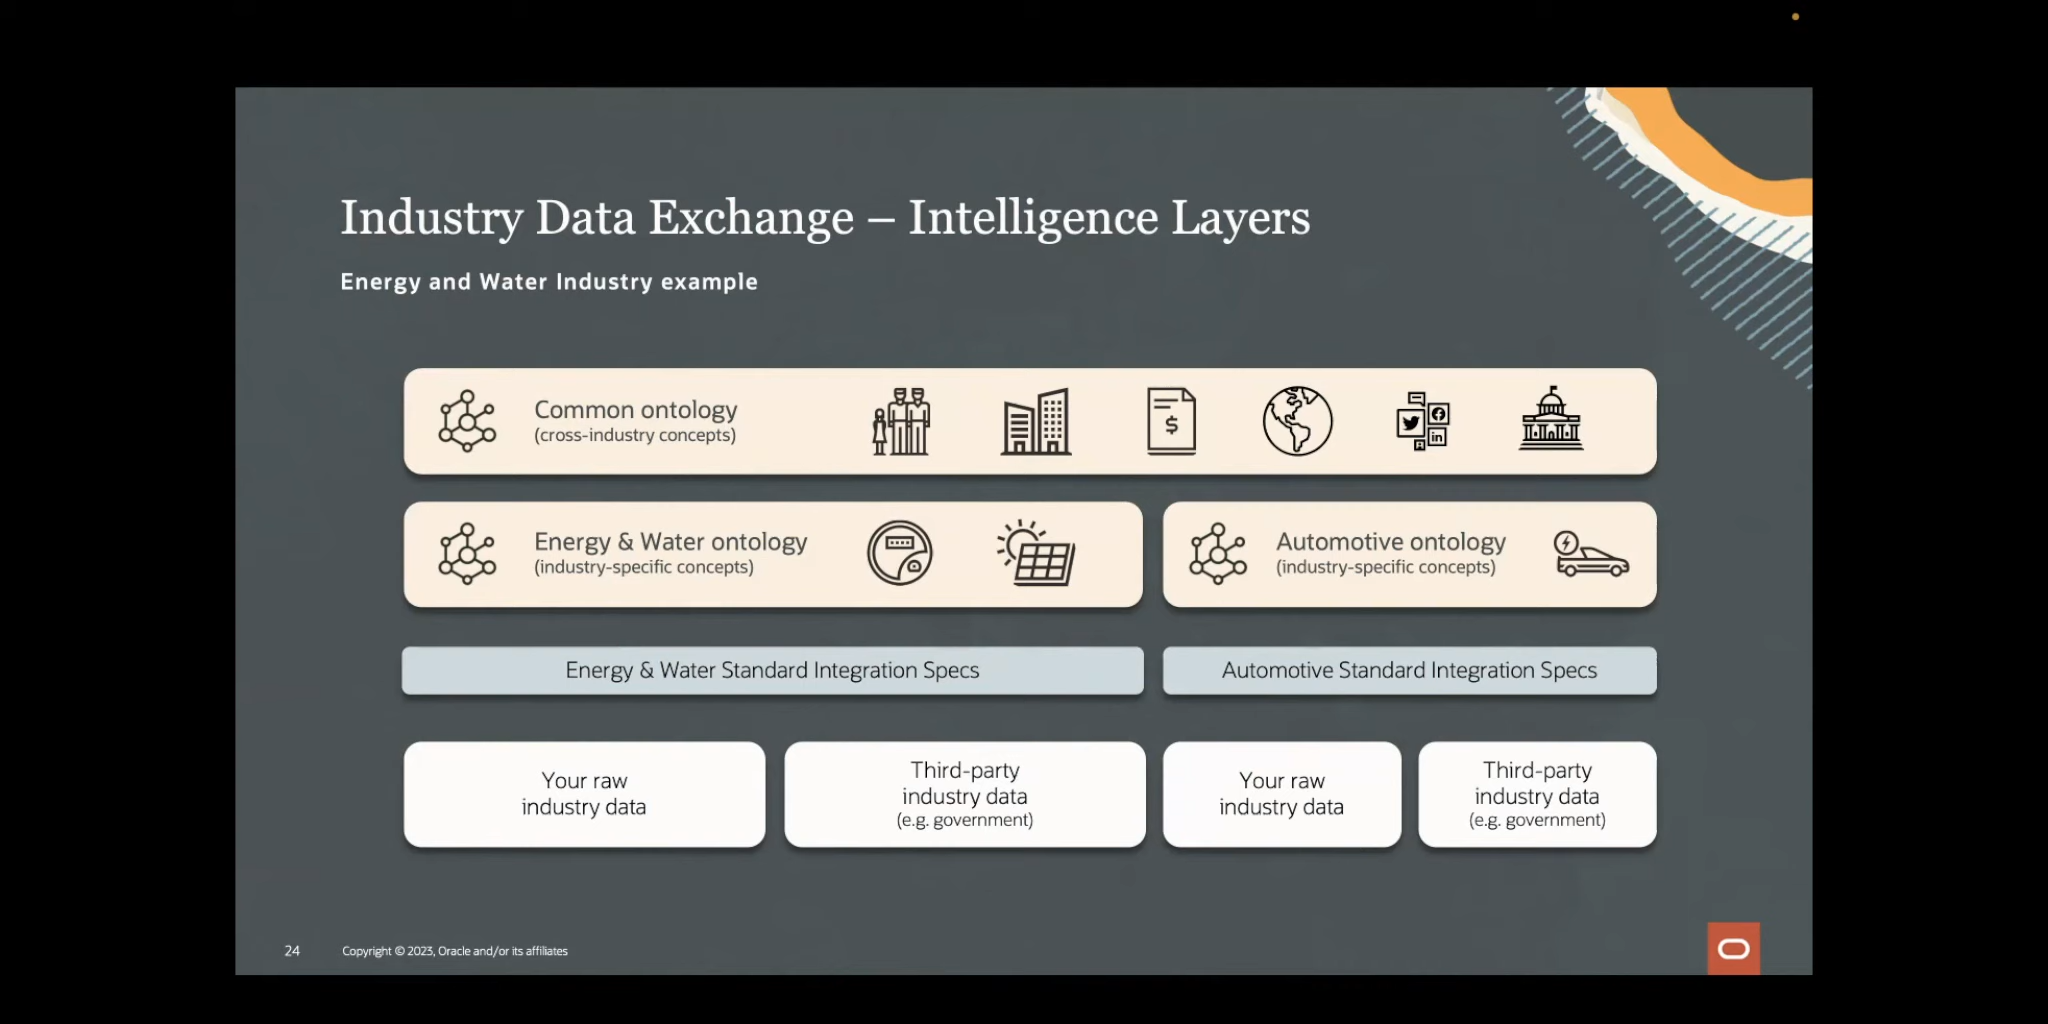 Industry Data Exchange – Intelligence Layers
Energy and Water Industry example
Common ontology
(cross-industry concepts)
$
in
Energy & Water ontology
(industry-specific concepts)
Automotive ontology
(industry-specific concepts)
Energy & Water Standard Integration Specs
Automotive Standard Integration Specs
Your raw
industry data
Third-party
industry data
(e.g. government)
Your raw
industry data
Third-party
industry data
(e.g. government)
24
Copyright © 2023, Oracle and/or its affiliates